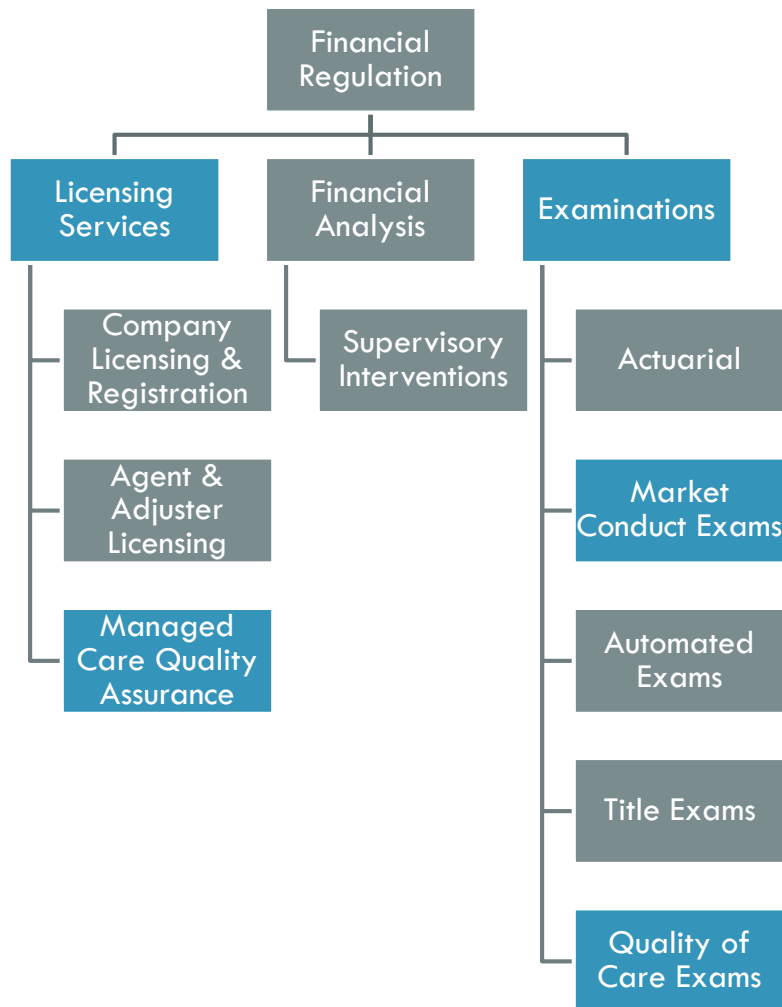 Financial
Regulation
Licensing
Services
Financial
Analysis
Examinations
Company
Licensing &
Registration
Agent &
Adjuster
Licensing
Managed
Care Quality
Assurance
Supervisory
Interventions
Actuarial
Market
Conduct Exams
Automated
Exams
Title Exams
Quality of
Care Exams